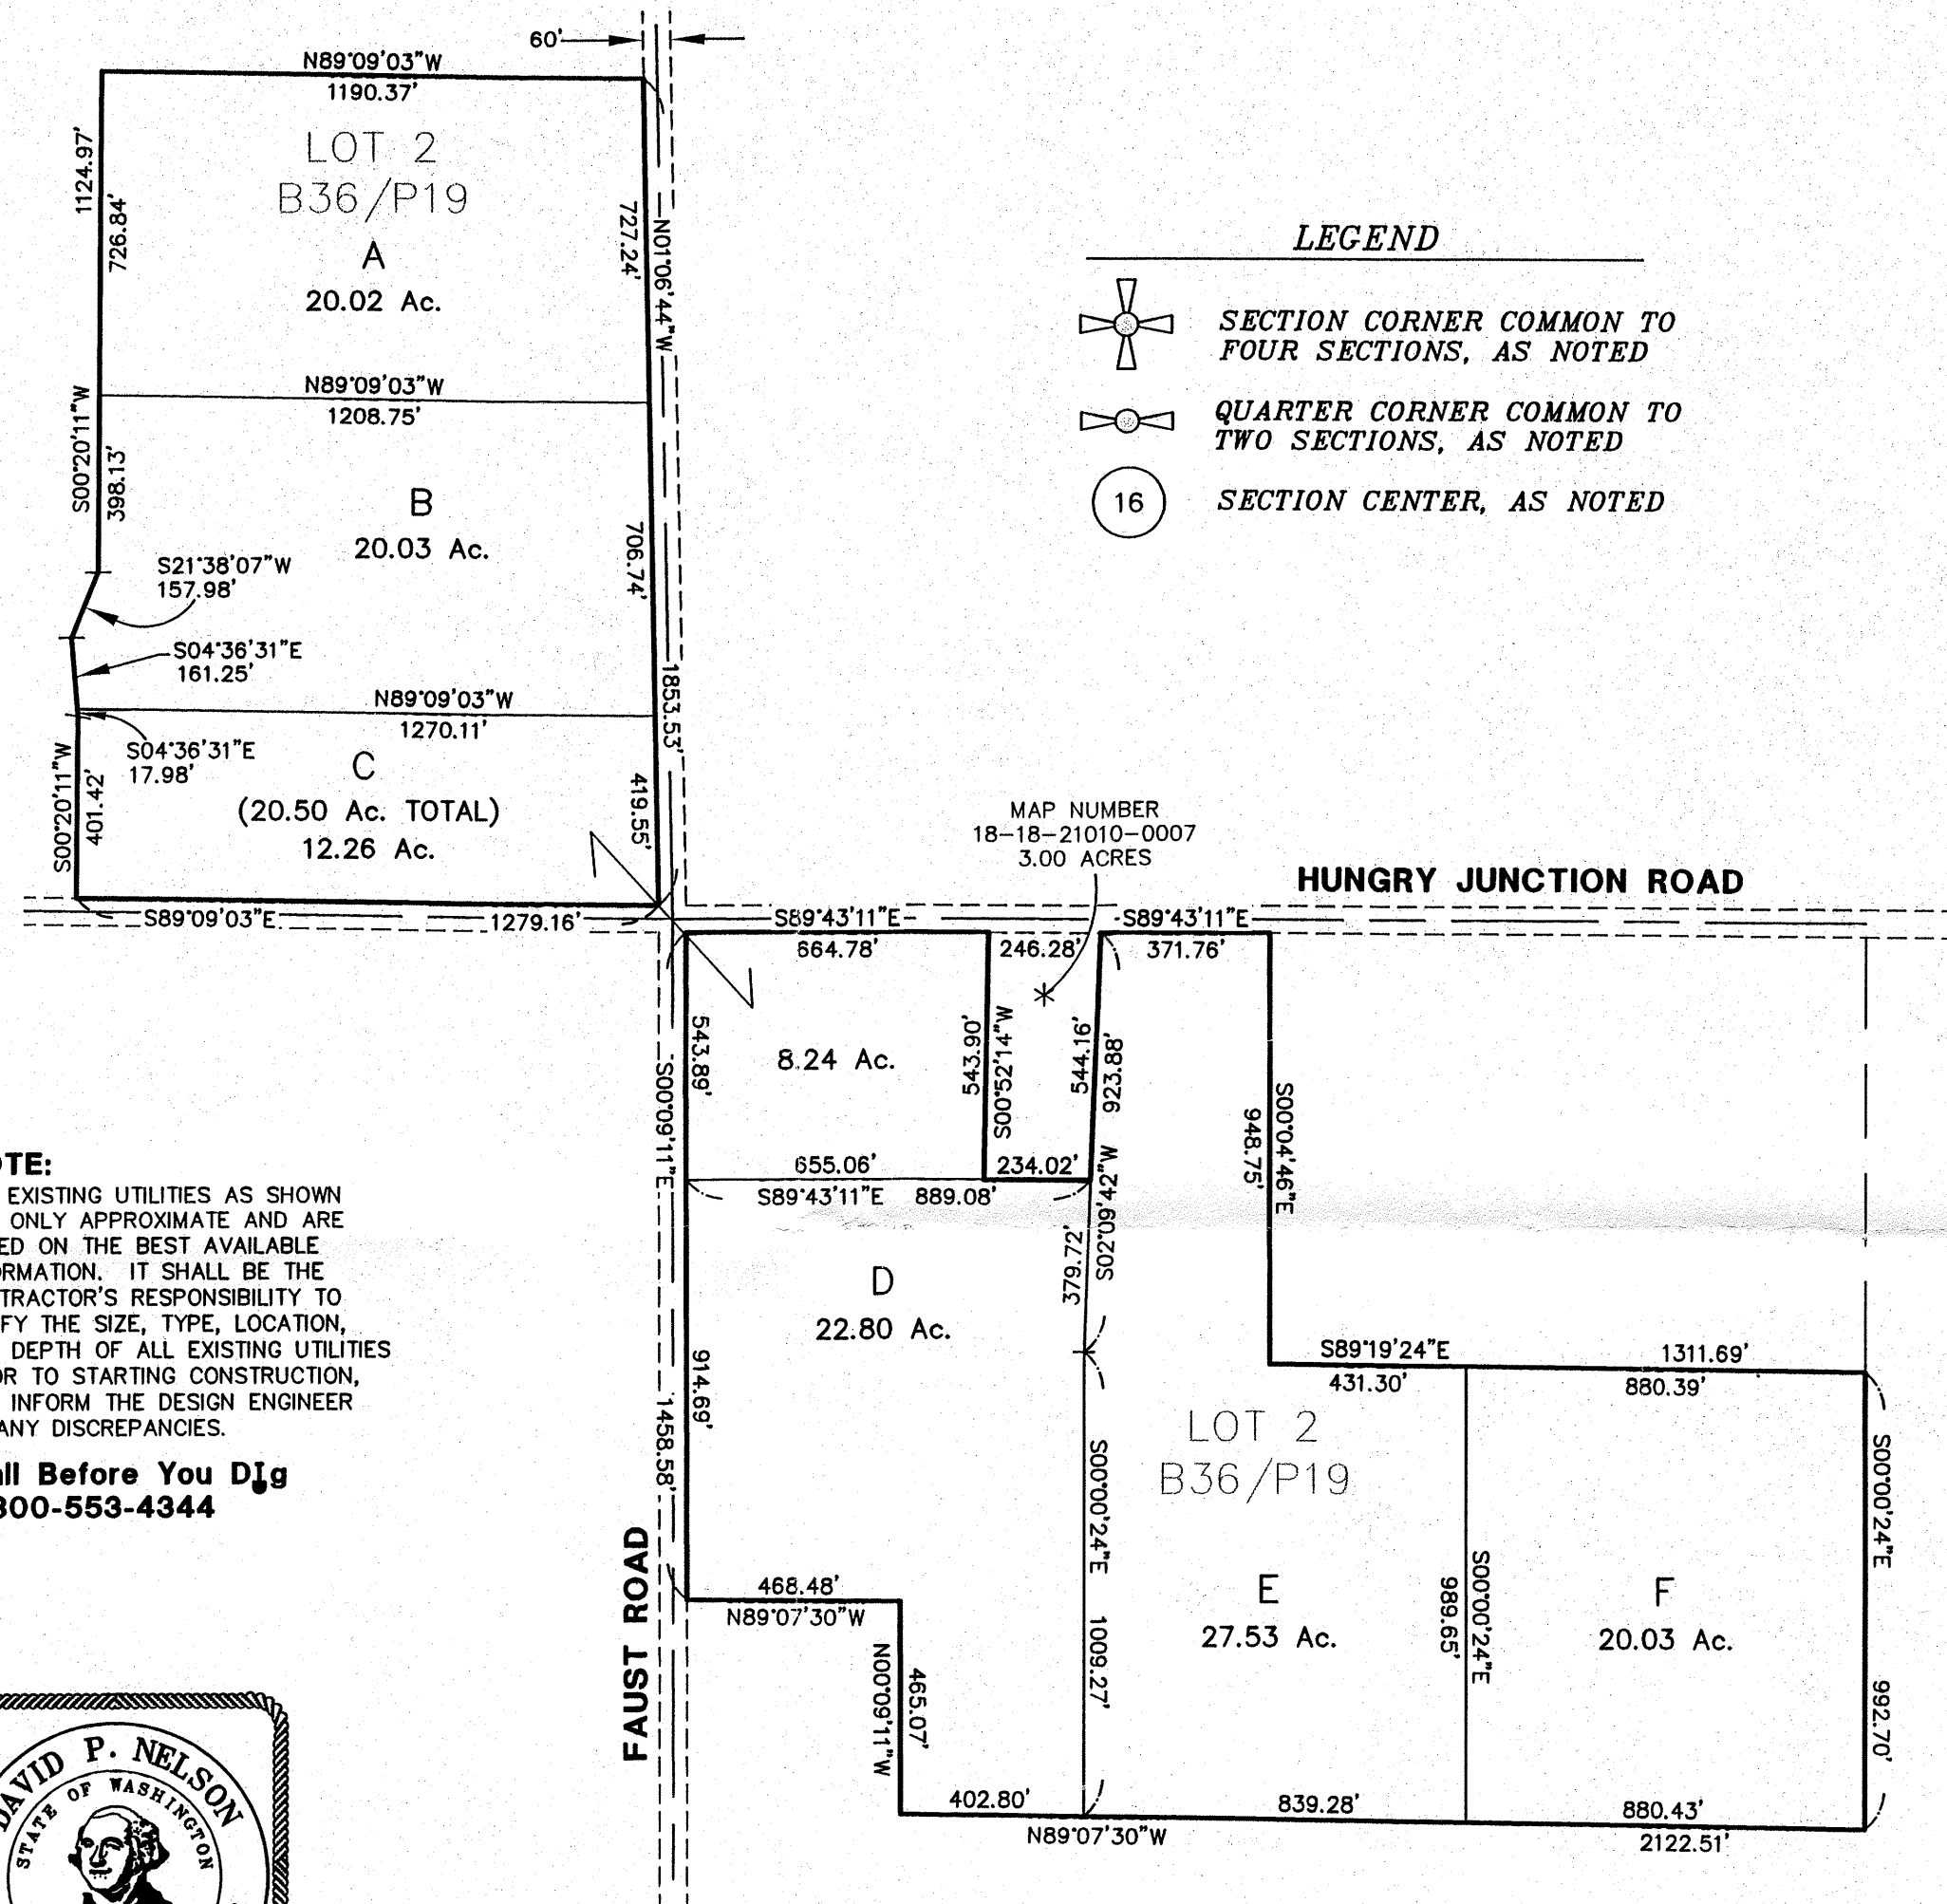 60'
N89°09'03"W
1190.37'
LOT 2
B36/P19
A
20.02 Ac.
1124.97'
726.84'
727.24'
N01°06'44"W
N89°09'03"W
1208.75'
S00°20'11"W
398.13'
B
20.03 Ac.
706.74'
S21°38'07"W
157.98'
S04°36'31"E
161.25'
N89°09'03"W
1270.11'
1853.53'
S04°36'31"E
17.98'
S00°20'11"W
401.42'
C
(20.50 Ac. TOTAL)
12.26 Ac.
419.55'
S89°09'03"E
1279.16'
LEGEND
SECTION CORNER COMMON TO
FOUR SECTIONS, AS NOTED
QUARTER CORNER COMMON TO
TWO SECTIONS, AS NOTED
16
SECTION CENTER, AS NOTED
MAP NUMBER
18-18-21010-0007
3.00 ACRES
HUNGRY JUNCTION ROAD
S89°43'11"E
664.78'
246.28'
S89°43'11"E
371.76'
543.89'
S00°09'11"E
8.24 Ac.
543.90'
S00°52'14"W
544.16'
923.88'
S02°09'42"W
948.75'
S00°04'46"E
655.06'
234.02'
S89°43'11"E
889.08'
379.72'
D
22.80 Ac.
914.69'
1458.58'
S89°19'24"E
1311.69'
431.30'
880.39'
LOT 2
B36/P19
S00°00'24"E
1009.27'
E
27.53 Ac.
989.65'
S00°00'24"E
F
20.03 Ac.
S00°00'24"E
992.70'
FAUST ROAD
468.48'
N89°07'30"W
N00°09'11"W
465.07'
402.80'
839.28'
880.43'
N89°07'30"W
2122.51'
OTE:
EXISTING UTILITIES AS SHOWN
ONLY APPROXIMATE AND ARE
ED ON THE BEST AVAILABLE
ORMATION. IT SHALL BE THE
TRACTOR'S RESPONSIBILITY TO
FY THE SIZE, TYPE, LOCATION,
DEPTH OF ALL EXISTING UTILITIES
OR TO STARTING CONSTRUCTION,
INFORM THE DESIGN ENGINEER
ANY DISCREPANCIES.
all Before You Dig
800-553-4344
DAVID P. NELSON
STATE OF WASHINGTON